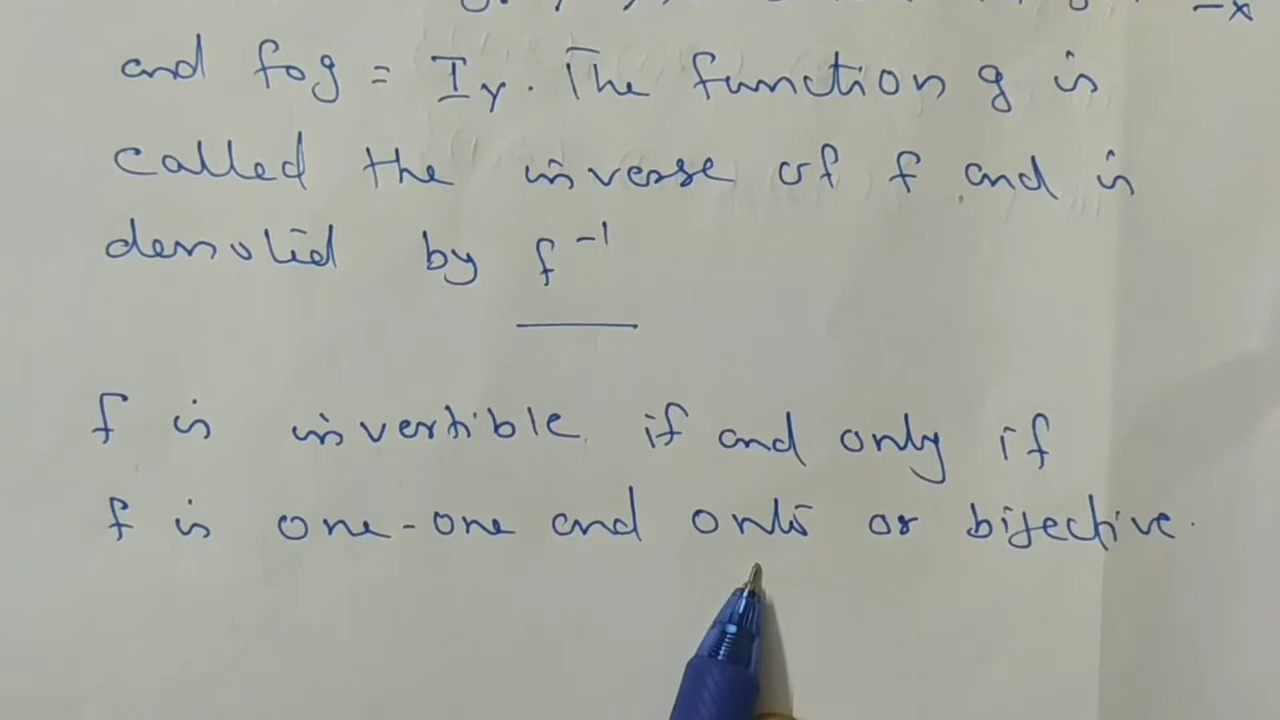 and fog = I_Y. The function g is
called the inverse of f and is
denoted by f⁻¹
f is invertible if and only if
f is one-one and onto or bijective.